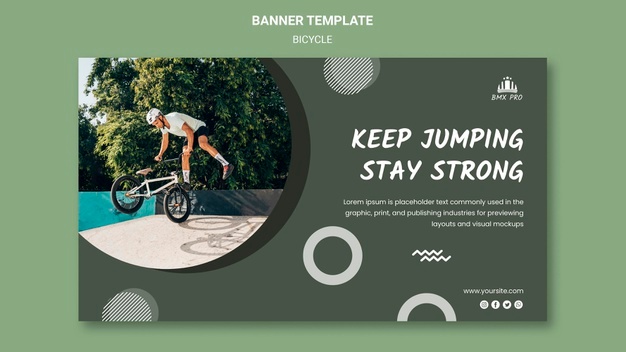 BANNER TEMPLATE
BICYCLE
BMX PRO
KEEP JUMPING
STAY STRONG
Lorem ipsum is placeholder text commonly used in the
graphic, print, and publishing industries for previewing
layouts and visual mockups
www.yoursite.com